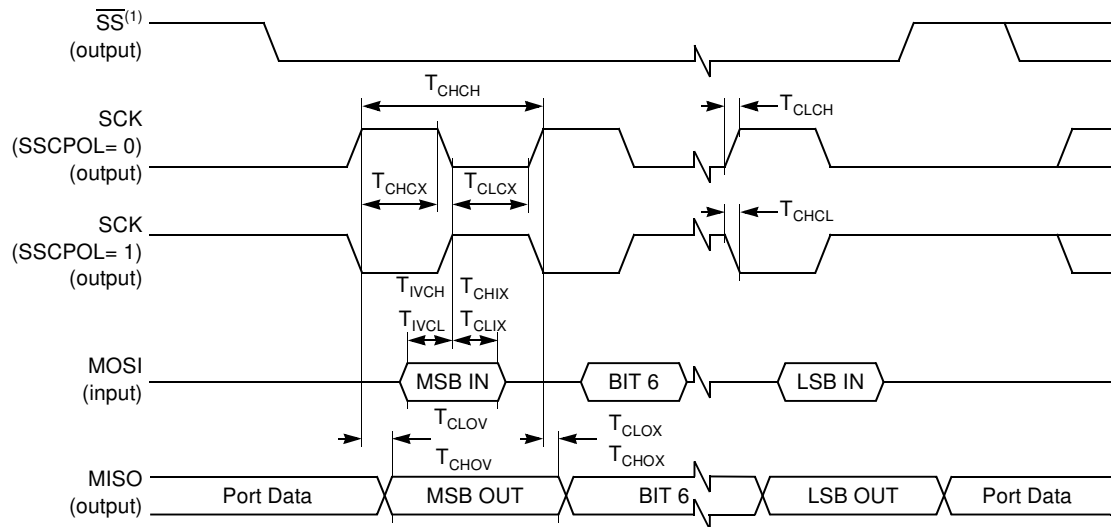 SS(1)
(output)
TCHCH
TCLCH
SCK
(SSCPOL= 0)
(output)
TCHCX
TCLCX
TCHCL
SCK
(SSCPOL= 1)
(output)
TIVCH
TCHIX
TIVCL
TCLIX
MOSI
(input)
MSB IN
BIT 6
LSB IN
TCLOV
TCLOX
TCHOV
TCHOX
MISO
(output)
Port Data
MSB OUT
BIT 6
LSB OUT
Port Data